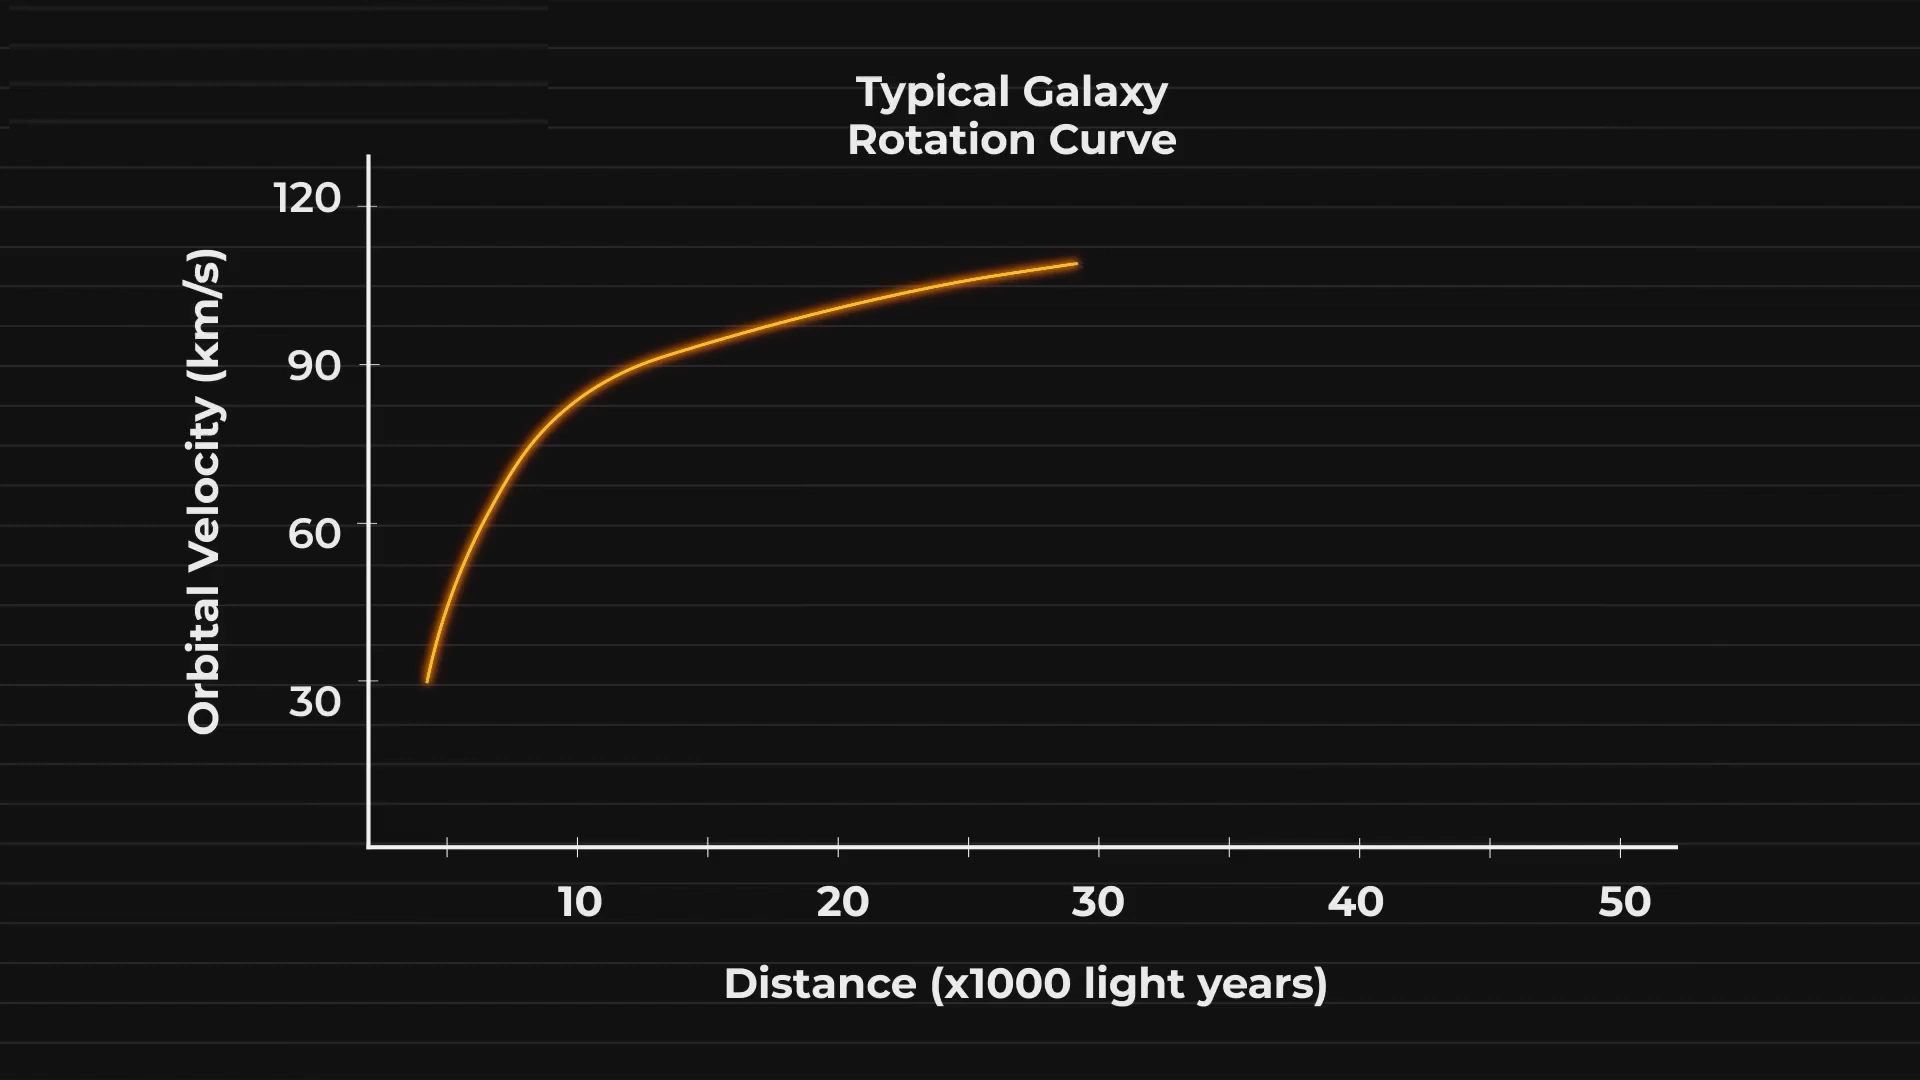 Typical Galaxy
Rotation Curve
120
90
60
30
Orbital Velocity (km/s)
10 20 30 40 50
Distance (x1000 light years)